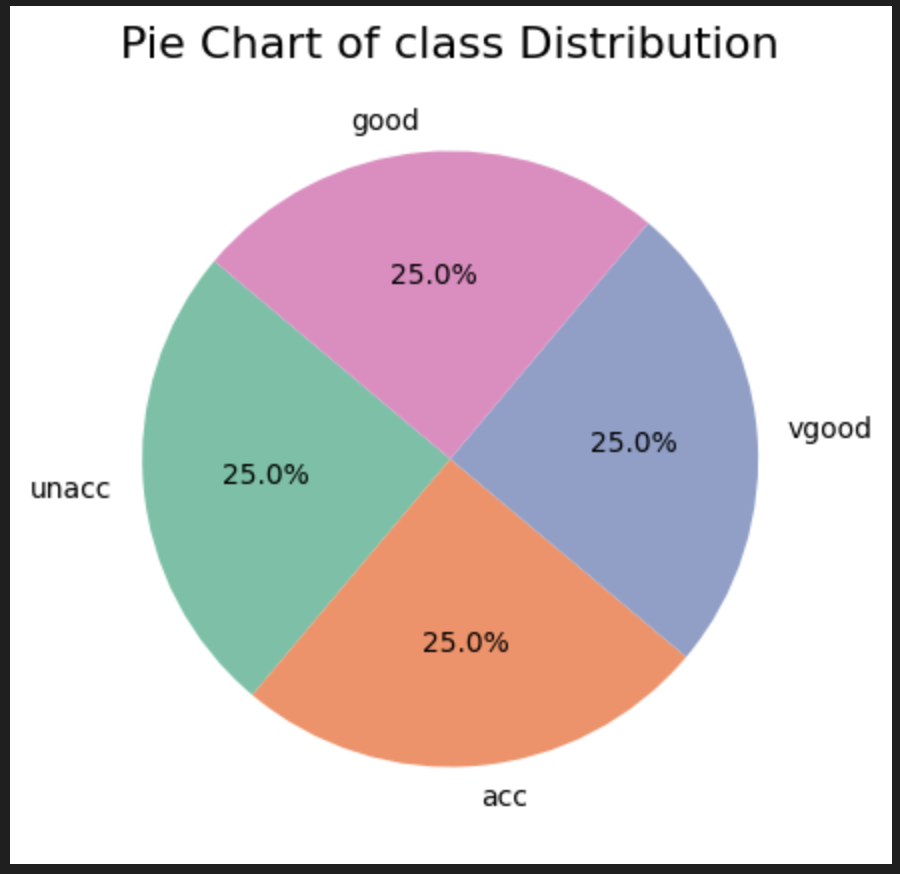 Pie Chart of class Distribution
good
25.0%
vgood
25.0%
25.0%
unacc
25.0%
acc